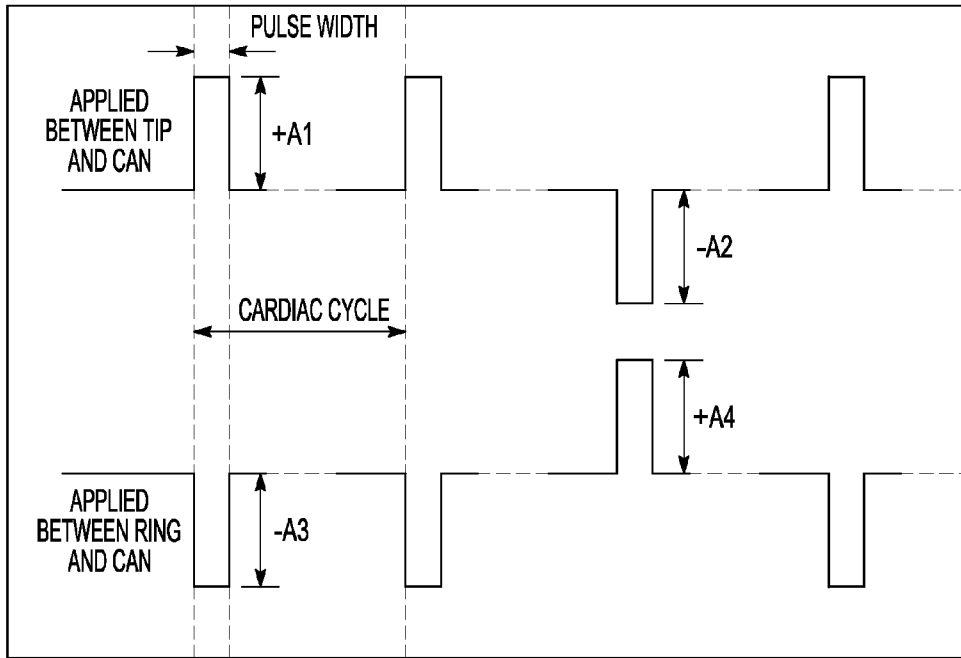 PULSE WIDTH
APPLIED
BETWEEN TIP
AND CAN
+A1
-A2
CARDIAC CYCLE
+A4
APPLIED
BETWEEN RING
AND CAN
-A3